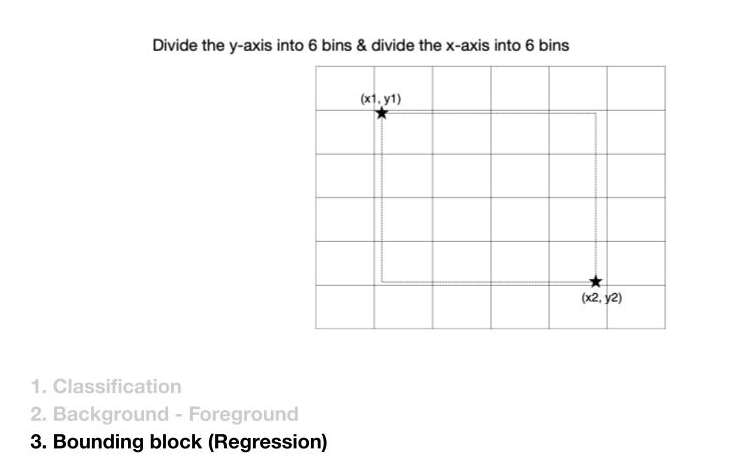 Divide the y-axis into 6 bins & divide the x-axis into 6 bins
(x1, y1)
(x2, y2)
1. Classification
2. Background - Foreground
3. Bounding block (Regression)